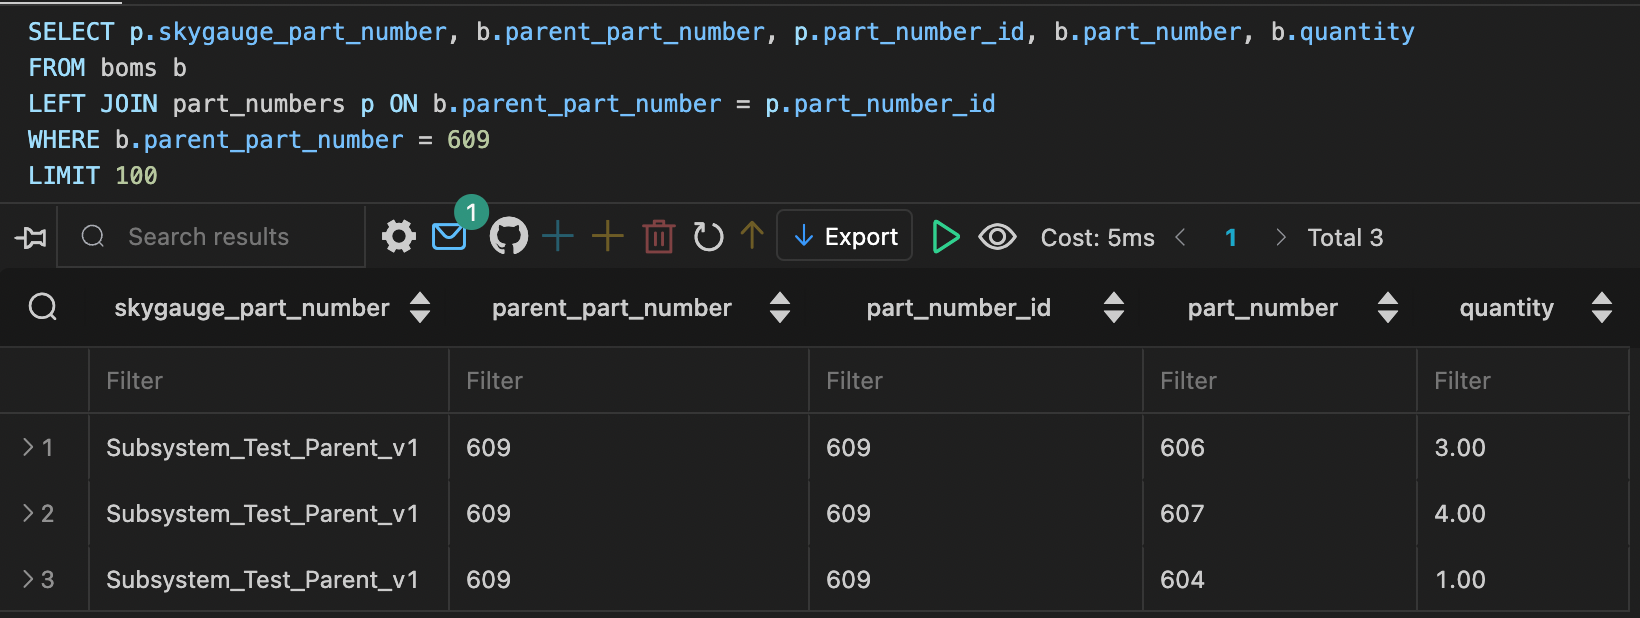 SELECT p.skygauge_part_number, b.parent_part_number, p.part_number_id, b.part_number, b.quantity
FROM boms b
LEFT JOIN part_numbers p ON b.parent_part_number = p.part_number_id
WHERE b.parent_part_number = 609
LIMIT 100
Search results 1 Export Cost: 5ms < 1 > Total 3
skygauge_part_number parent_part_number part_number_id part_number quantity
Filter Filter Filter Filter Filter
> 1 Subsystem_Test_Parent_v1 609 609 606 3.00
> 2 Subsystem_Test_Parent_v1 609 609 607 4.00
> 3 Subsystem_Test_Parent_v1 609 609 604 1.00